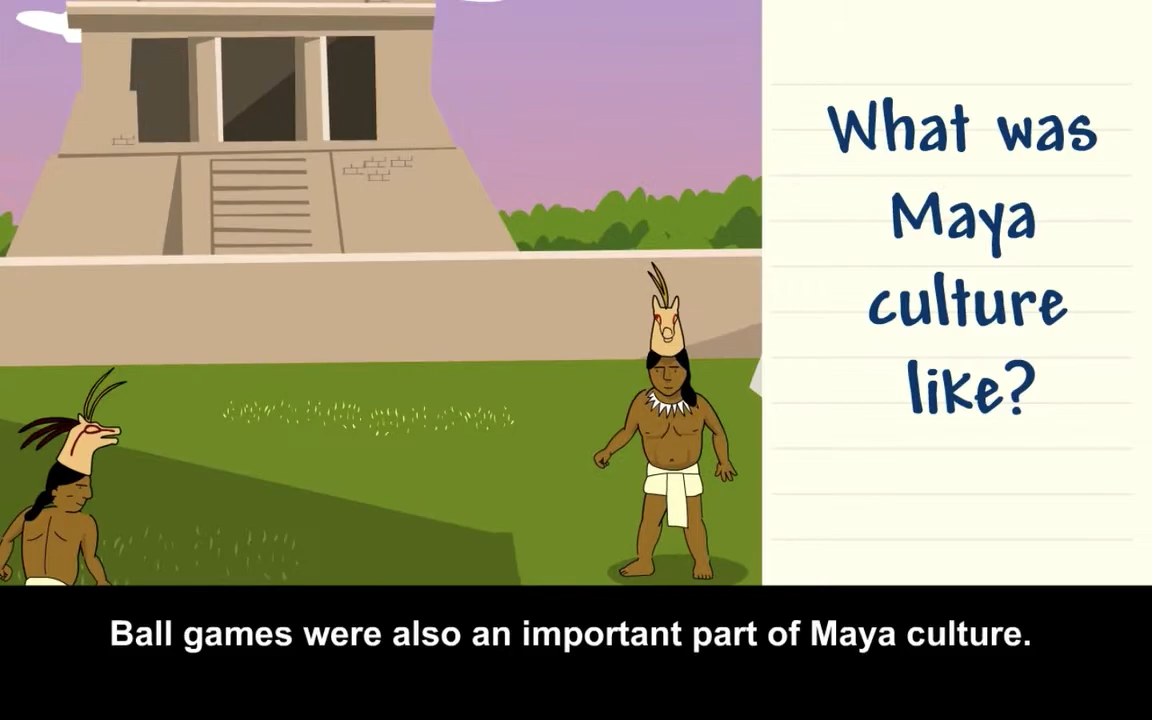 What was
Maya
culture
like?
Ball games were also an important part of Maya culture.